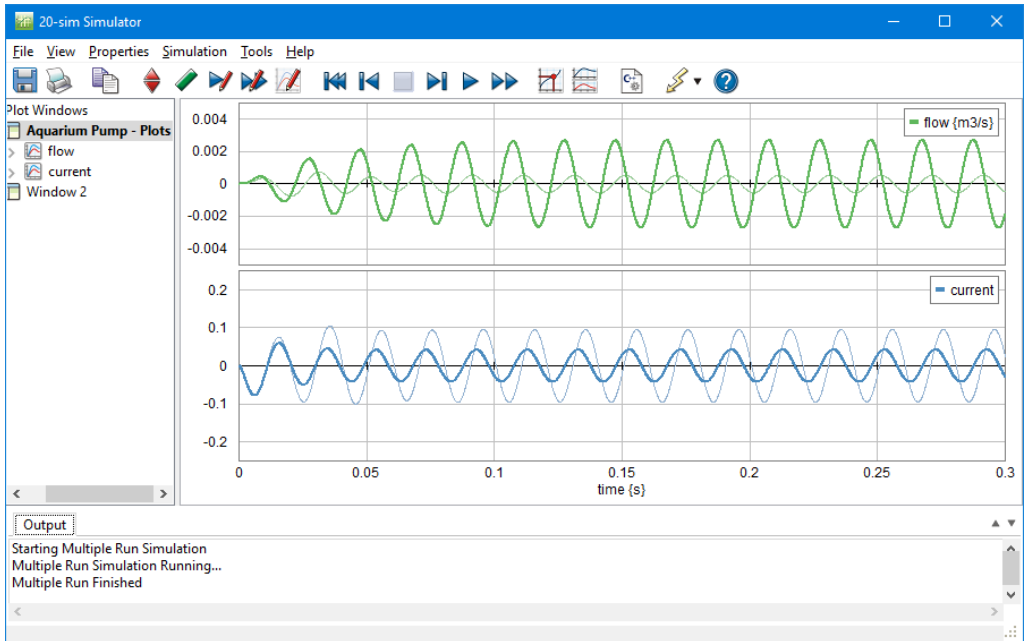 20-sim Simulator
File View Properties Simulation Tools Help
Plot Windows
Aquarium Pump - Plots
flow
current
Window 2
0.004
0.002
0
-0.002
-0.004
flow {m3/s}
0.2
0.1
0
-0.1
-0.2
current
0 0.05 0.1 0.15 0.2 0.25 0.3
time {s}
Output
Starting Multiple Run Simulation
Multiple Run Simulation Running...
Multiple Run Finished